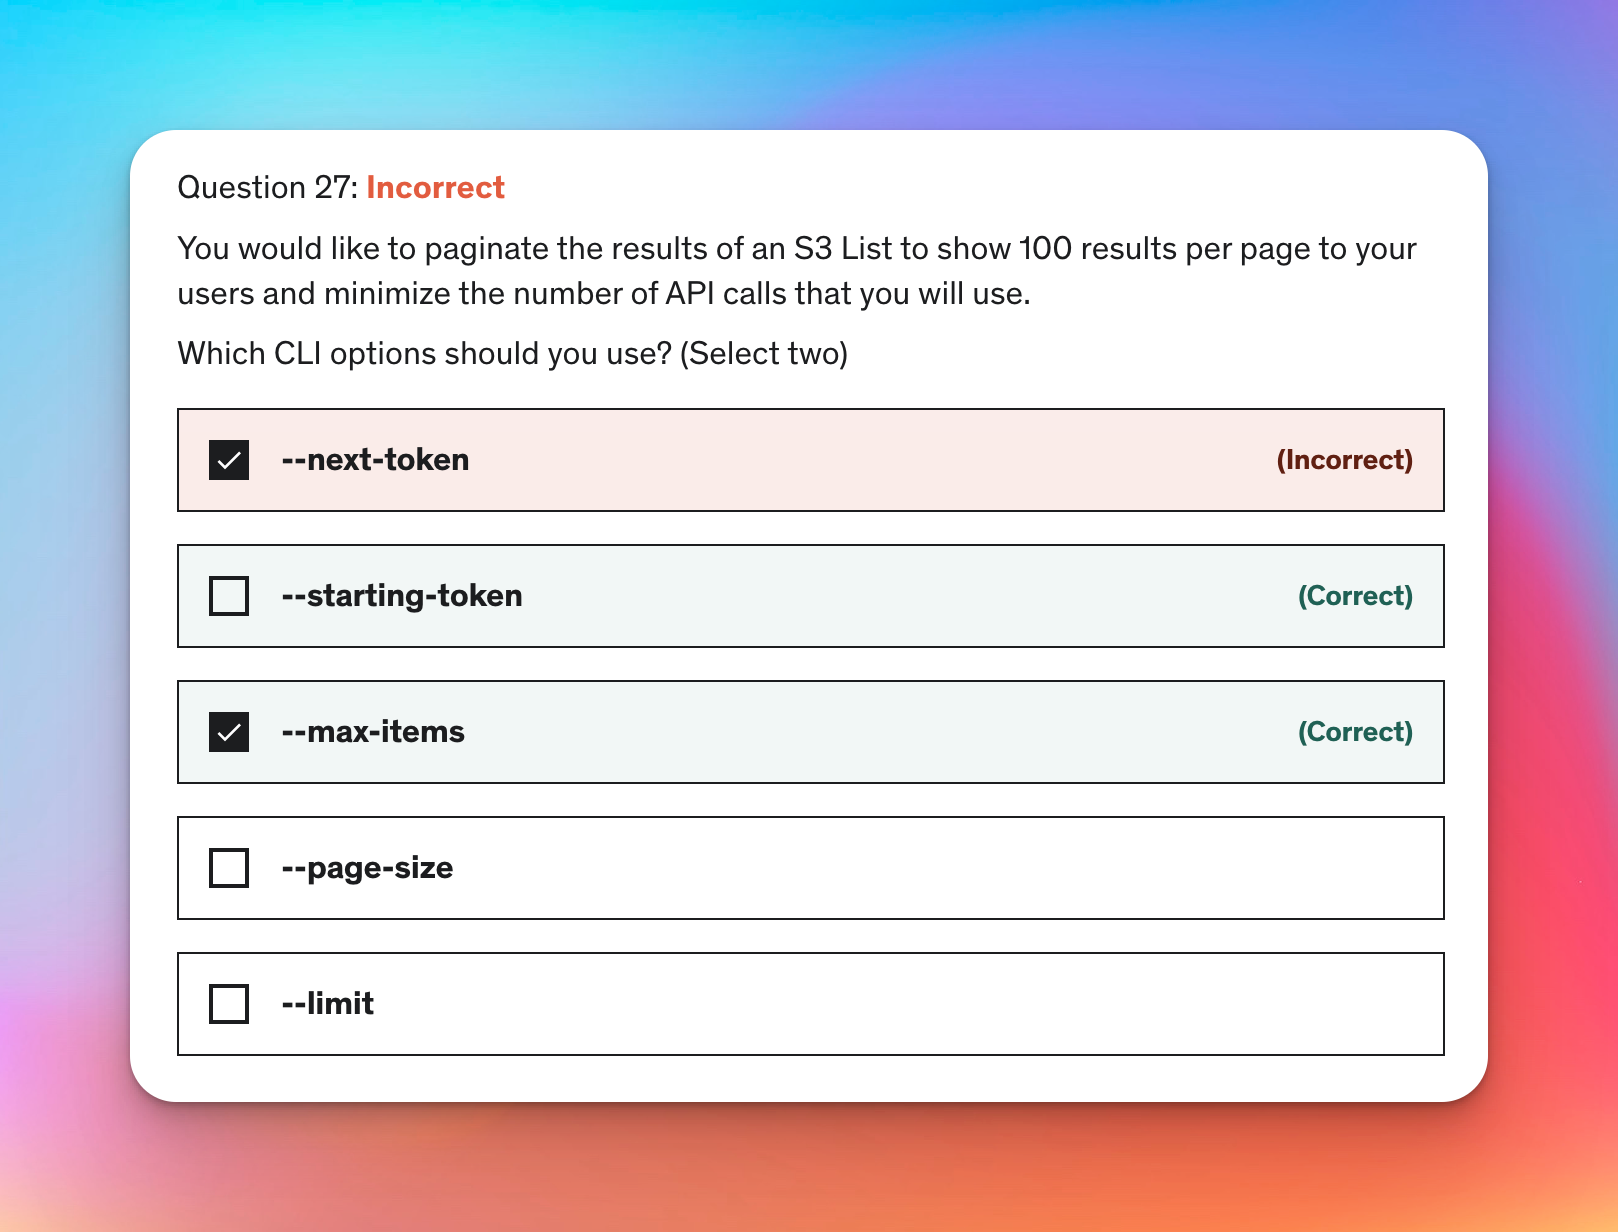 Question 27: Incorrect
You would like to paginate the results of an S3 List to show 100 results per page to your
users and minimize the number of API calls that you will use.
Which CLI options should you use? (Select two)
--next-token (Incorrect)
--starting-token (Correct)
--max-items (Correct)
--page-size
--limit